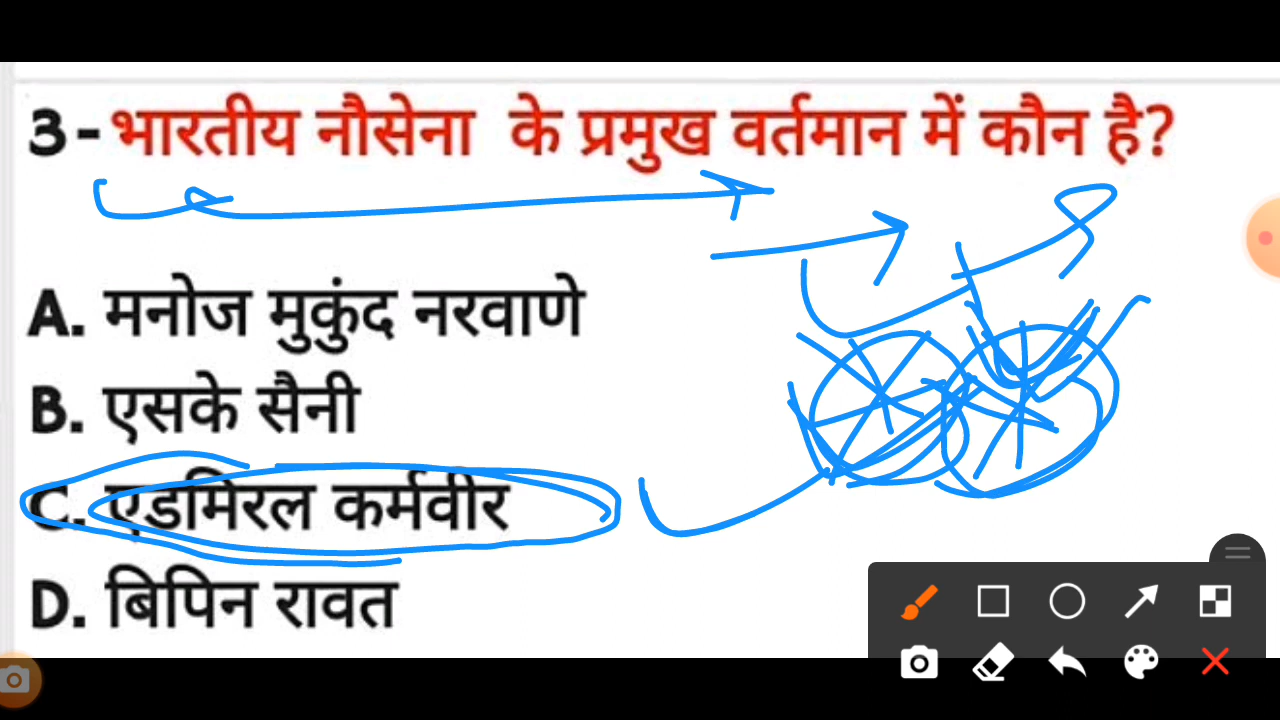 3- भारतीय नौसेना के प्रमुख वर्तमान में कौन है?
A. मनोज मुकुंद नरवाणे
B. एसके सैनी
C. एडमिरल कर्मवीर
D. बिपिन रावत